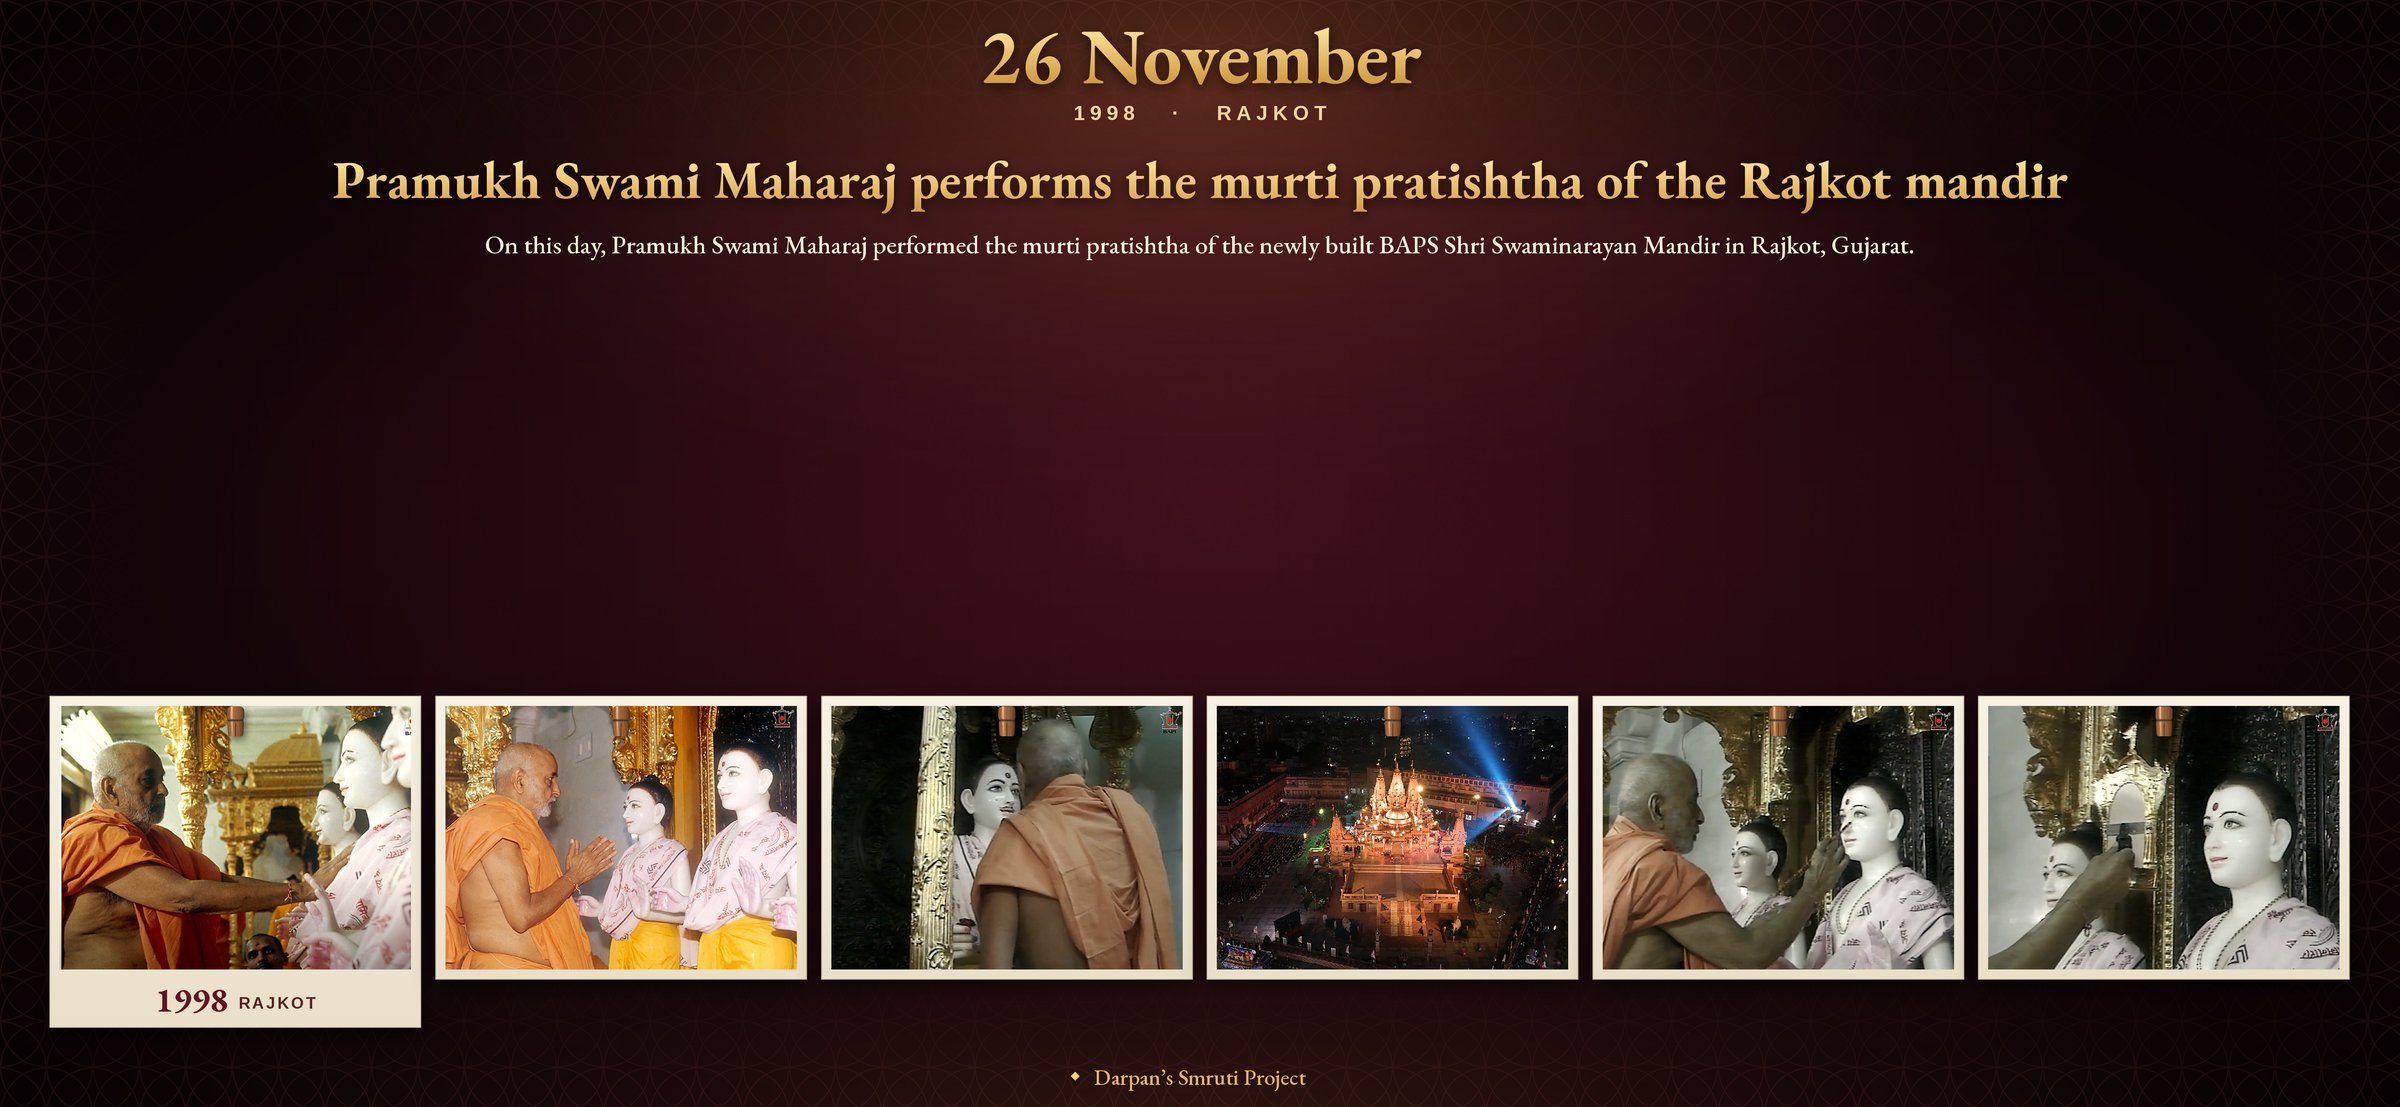 26 November
1998 · RAJKOT
Pramukh Swami Maharaj performs the murti pratishtha of the Rajkot mandir
On this day, Pramukh Swami Maharaj performed the murti pratishtha of the newly built BAPS Shri Swaminarayan Mandir in Rajkot, Gujarat.
1998 RAJKOT
Darpan’s Smruti Project